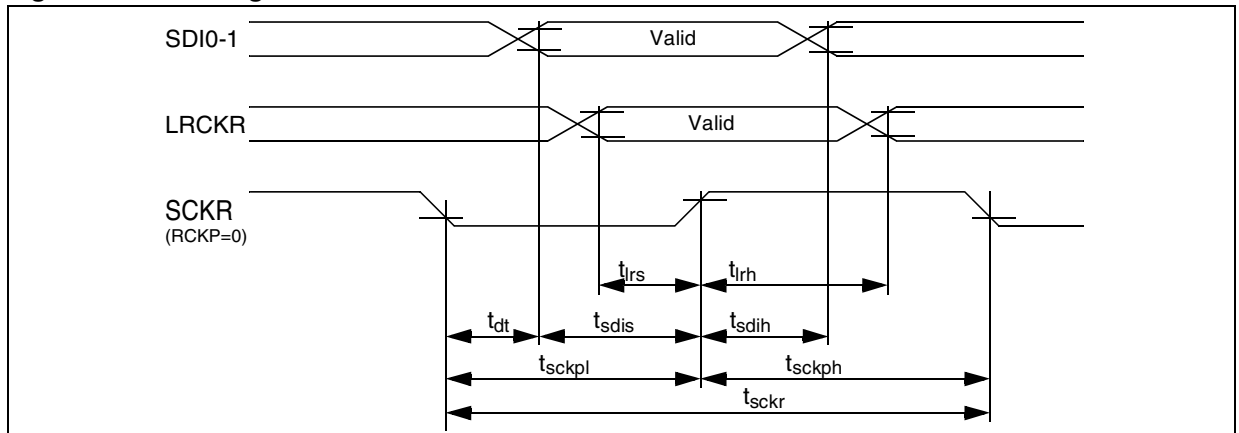 SDI0-1
Valid
LRCKR
Valid
SCKR
(RCKP=0)
tlrs
tlrh
tdt
tsdis
tsdih
tsckpl
tsckph
tsckr